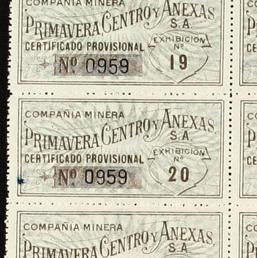 COMPAÑIA MINERA
PRIMAVERA CENTRO Y ANEXAS
S.A.
CERTIFICADO PROVISIONAL
EXHIBICION
Nº
Nº 0959
19
COMPAÑIA MINERA
PRIMAVERA CENTRO Y ANEXAS
S.A.
CERTIFICADO PROVISIONAL
EXHIBICION
Nº
Nº 0959
20
COMPAÑIA MINERA
PRIMAVERA CENTRO Y ANEXAS
S.A.